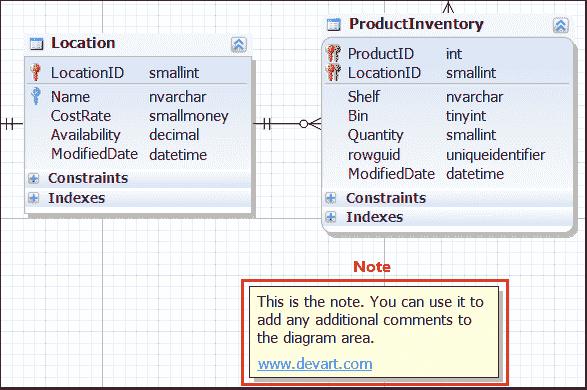 Location
LocationID smallint
Name nvarchar
CostRate smallmoney
Availability decimal
ModifiedDate datetime
Constraints
Indexes
ProductInventory
ProductID int
LocationID smallint
Shelf nvarchar
Bin tinyint
Quantity smallint
rowguid uniqueidentifier
ModifiedDate datetime
Constraints
Indexes
Note
This is the note. You can use it to
add any additional comments to
the diagram area.
www.devart.com